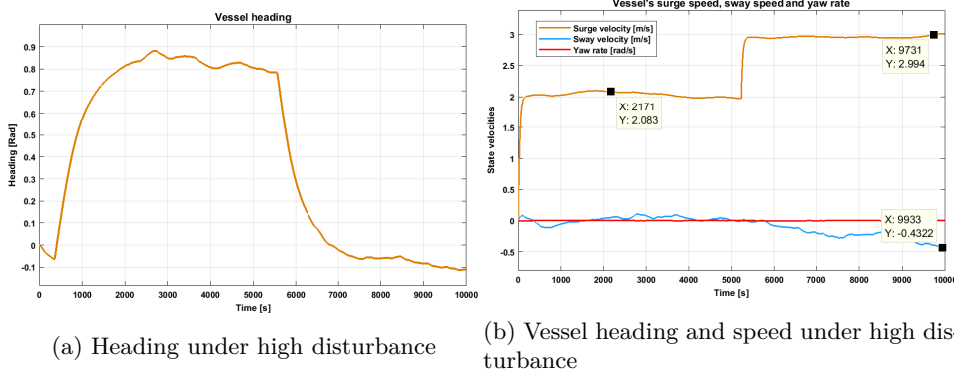 Vessel heading
Heading [Rad]
0.9
0.8
0.7
0.6
0.5
0.4
0.3
0.2
0.1
0
-0.1
0 1000 2000 3000 4000 5000 6000 7000 8000 9000 10000
Time [s]
(a) Heading under high disturbance
Vessel's surge speed, sway speed and yaw rate
State velocities
Surge velocity [m/s]
Sway velocity [m/s]
Yaw rate [rad/s]
3
2.5
2
1.5
1
0.5
0
-0.5
X: 9731
Y: 2.994
X: 2171
Y: 2.083
X: 9933
Y: -0.4322
0 1000 2000 3000 4000 5000 6000 7000 8000 9000 10000
Time [s]
(b) Vessel heading and speed under high dis-
turbance